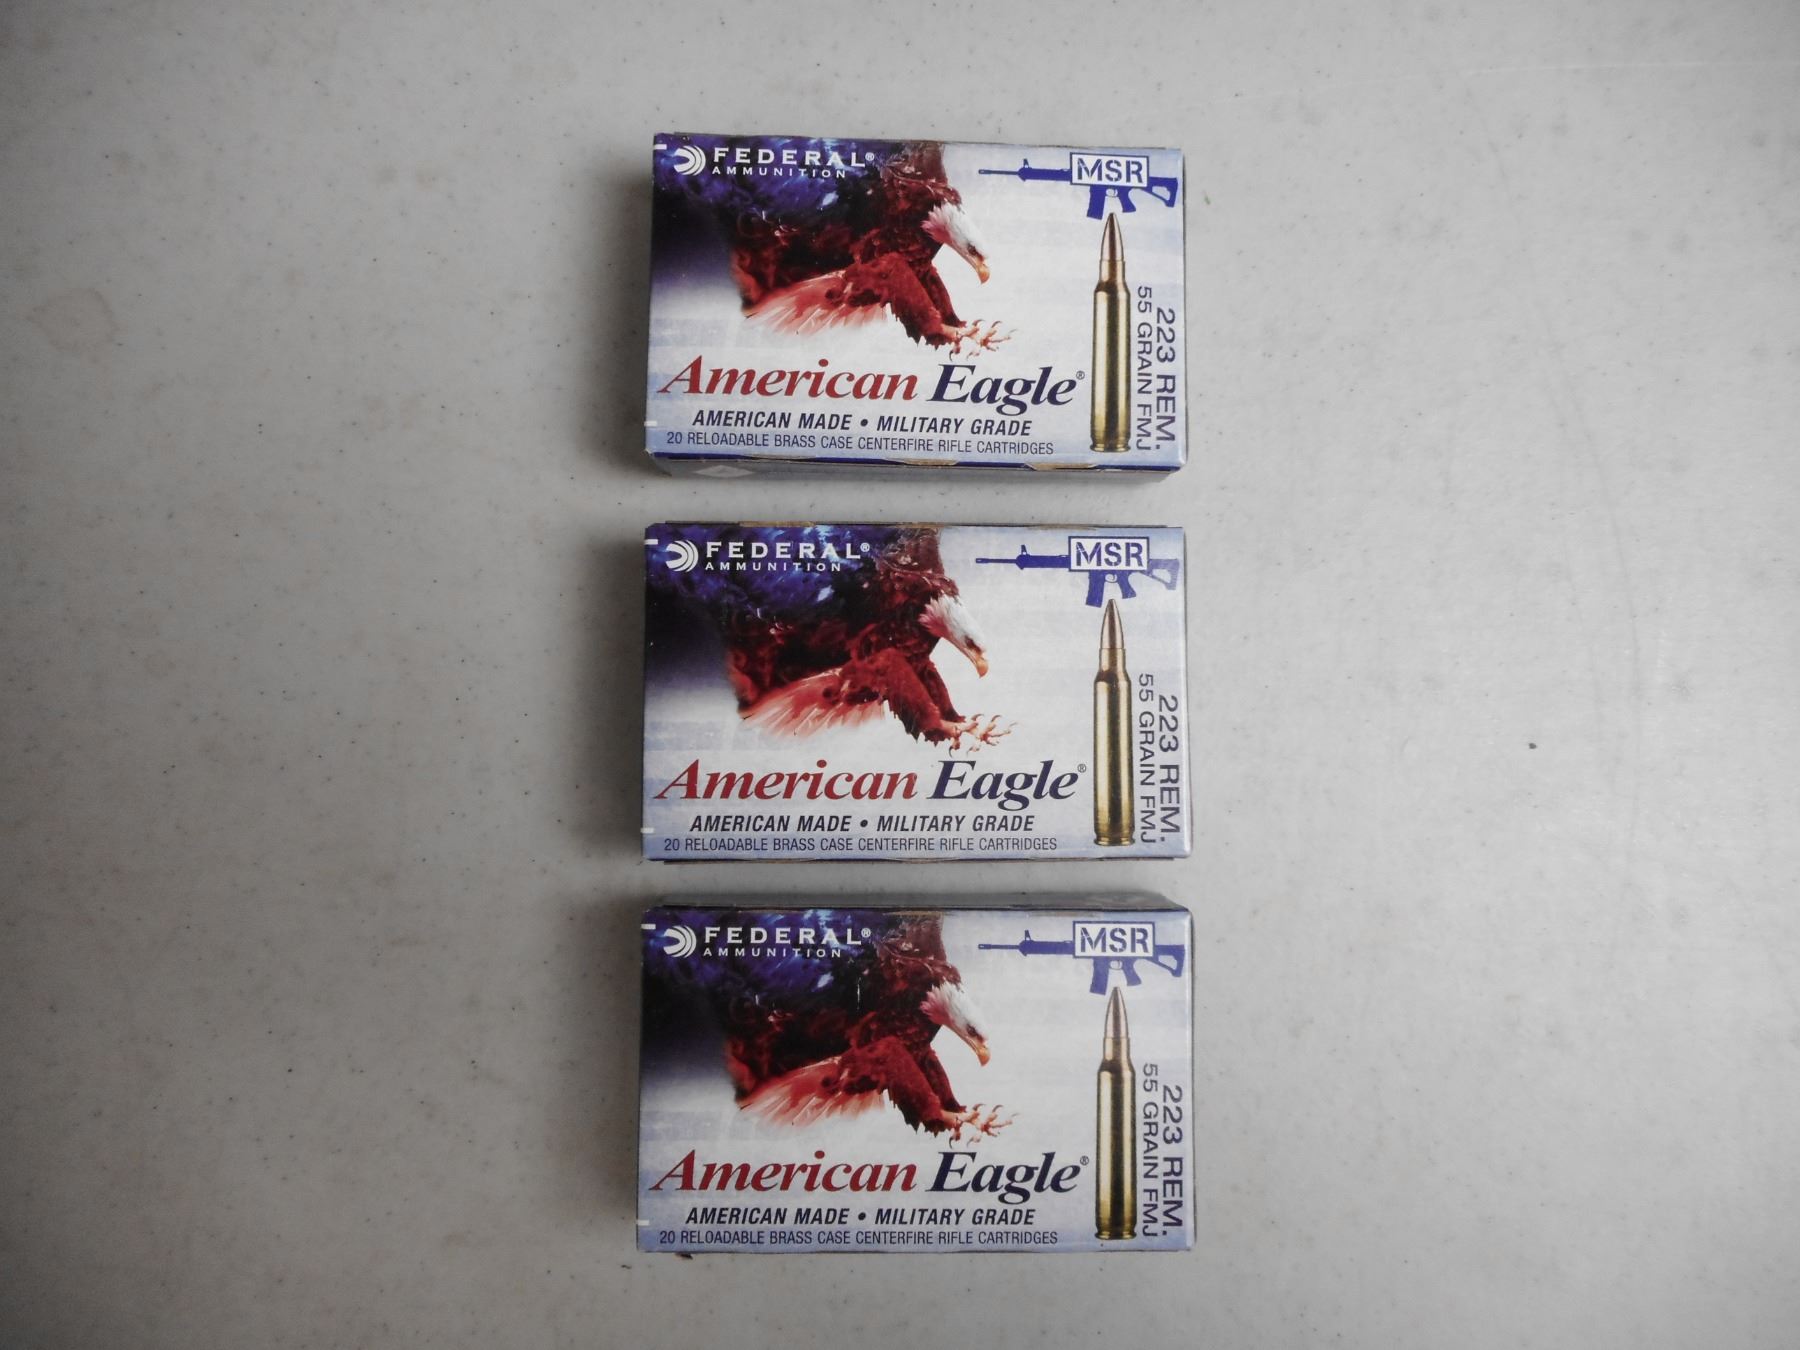 FEDERAL®
AMMUNITION
MSR
223 REM.
55 GRAIN FMJ
American Eagle®
AMERICAN MADE • MILITARY GRADE
20 RELOADABLE BRASS CASE CENTERFIRE RIFLE CARTRIDGES
FEDERAL®
AMMUNITION
MSR
223 REM.
55 GRAIN FMJ
American Eagle®
AMERICAN MADE • MILITARY GRADE
20 RELOADABLE BRASS CASE CENTERFIRE RIFLE CARTRIDGES
FEDERAL®
AMMUNITION
MSR
223 REM.
55 GRAIN FMJ
American Eagle®
AMERICAN MADE • MILITARY GRADE
20 RELOADABLE BRASS CASE CENTERFIRE RIFLE CARTRIDGES